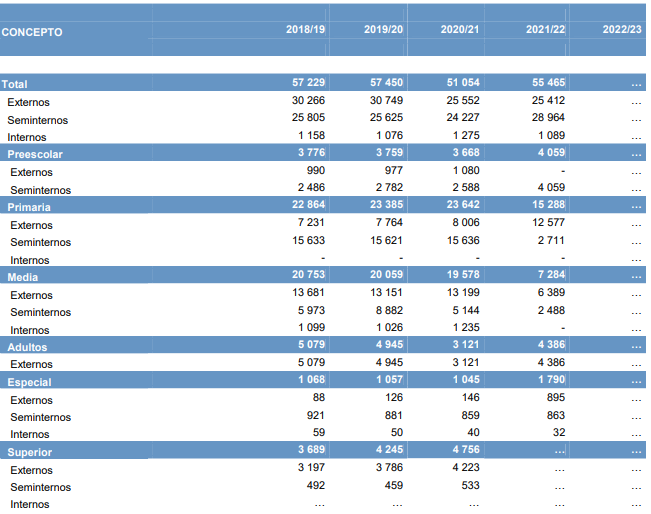 CONCEPTO 2018/19 2019/20 2020/21 2021/22 2022/23
Total 57 229 57 450 51 054 55 465 ...
Externos 30 266 30 749 25 552 25 412 ...
Seminternos 25 805 25 625 24 227 28 964 ...
Internos 1 158 1 076 1 275 1 089 ...
Preescolar 3 776 3 759 3 668 4 059 ...
Externos 990 977 1 080 - ...
Seminternos 2 486 2 782 2 588 4 059 ...
Primaria 22 864 23 385 23 642 15 288 ...
Externos 7 231 7 764 8 006 12 577 ...
Seminternos 15 633 15 621 15 636 2 711 ...
Internos - - - - ...
Media 20 753 20 059 19 578 7 284 ...
Externos 13 681 13 151 13 199 6 389 ...
Seminternos 5 973 8 882 5 144 2 488 ...
Internos 1 099 1 026 1 235 - ...
Adultos 5 079 4 945 3 121 4 386 ...
Externos 5 079 4 945 3 121 4 386 ...
Especial 1 068 1 057 1 045 1 790 ...
Externos 88 126 146 895 ...
Seminternos 921 881 859 863 ...
Internos 59 50 40 32 ...
Superior 3 689 4 245 4 756 ... ...
Externos 3 197 3 786 4 223 ... ...
Seminternos 492 459 533 ... ...
Internos ... ... ... ... ...